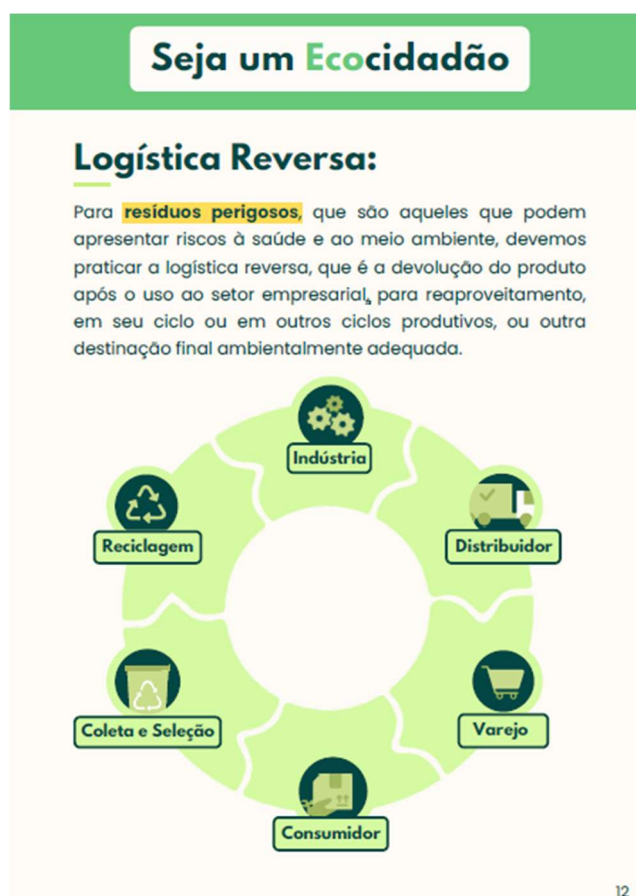 Seja um Ecocidadão
Logística Reversa:
Para resíduos perigosos, que são aqueles que podem
apresentar riscos à saúde e ao meio ambiente, devemos
praticar a logística reversa, que é a devolução do produto
após o uso ao setor empresarial, para reaproveitamento,
em seu ciclo ou em outros ciclos produtivos, ou outra
destinação final ambientalmente adequada.
Indústria
Reciclagem
Distribuidor
Coleta e Seleção
Varejo
Consumidor
12